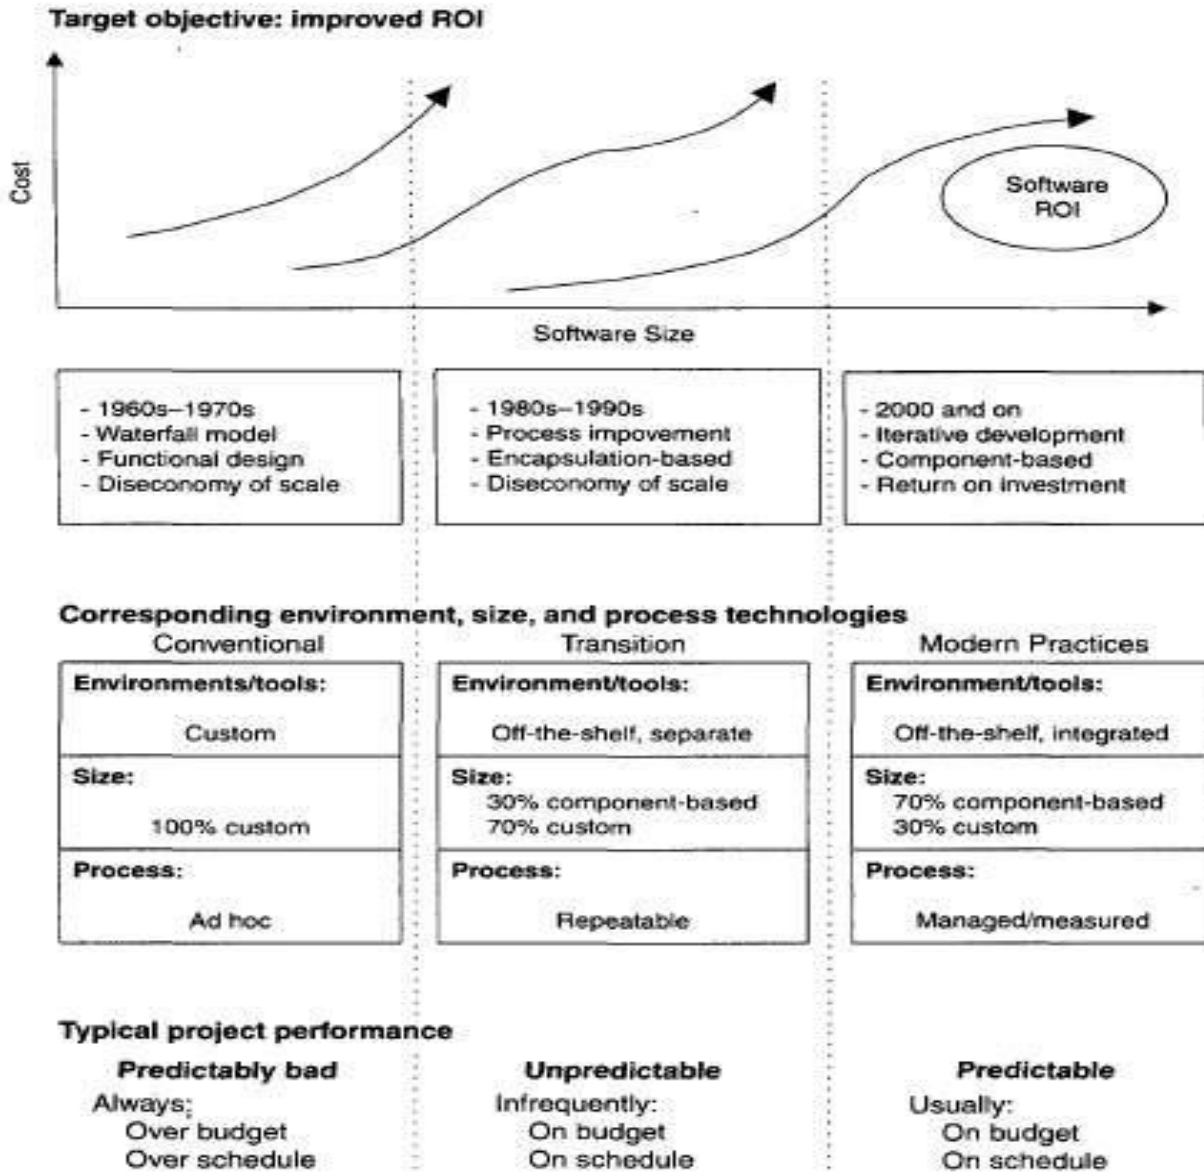 Target objective: improved ROI
Cost
Software
ROI
Software Size
- 1960s–1970s
- Waterfall model
- Functional design
- Diseconomy of scale
- 1980s–1990s
- Process impovement
- Encapsulation-based
- Diseconomy of scale
- 2000 and on
- Iterative development
- Component-based
- Return on investment
Corresponding environment, size, and process technologies
Conventional
Environments/tools:
Custom
Size:
100% custom
Process:
Ad hoc
Transition
Environment/tools:
Off-the-shelf, separate
Size:
30% component-based
70% custom
Process:
Repeatable
Modern Practices
Environment/tools:
Off-the-shelf, integrated
Size:
70% component-based
30% custom
Process:
Managed/measured
Typical project performance
Predictably bad
Always:
Over budget
Over schedule
Unpredictable
Infrequently:
On budget
On schedule
Predictable
Usually:
On budget
On schedule